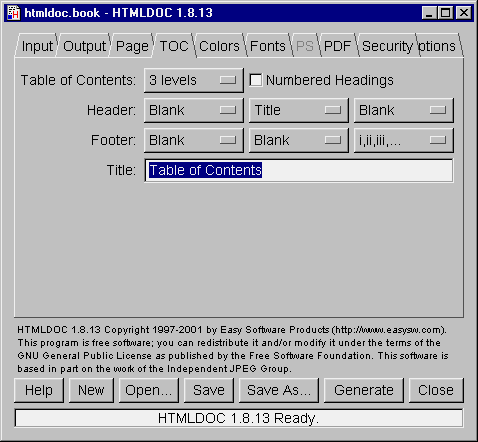 htmldoc.book - HTMLDOC 1.8.13
Input Output Page TOC Colors Fonts PS PDF Security ptions
Table of Contents: 3 levels Numbered Headings
Header: Blank Title Blank
Footer: Blank Blank i,ii,iii,...
Title: Table of Contents
HTMLDOC 1.8.13 Copyright 1997-2001 by Easy Software Products (http://www.easysw.com).
This program is free software; you can redistribute it and/or modify it under the terms of the
GNU General Public License as published by the Free Software Foundation. This software is
based in part on the work of the Independent JPEG Group.
Help New Open... Save Save As... Generate Close
HTMLDOC 1.8.13 Ready.